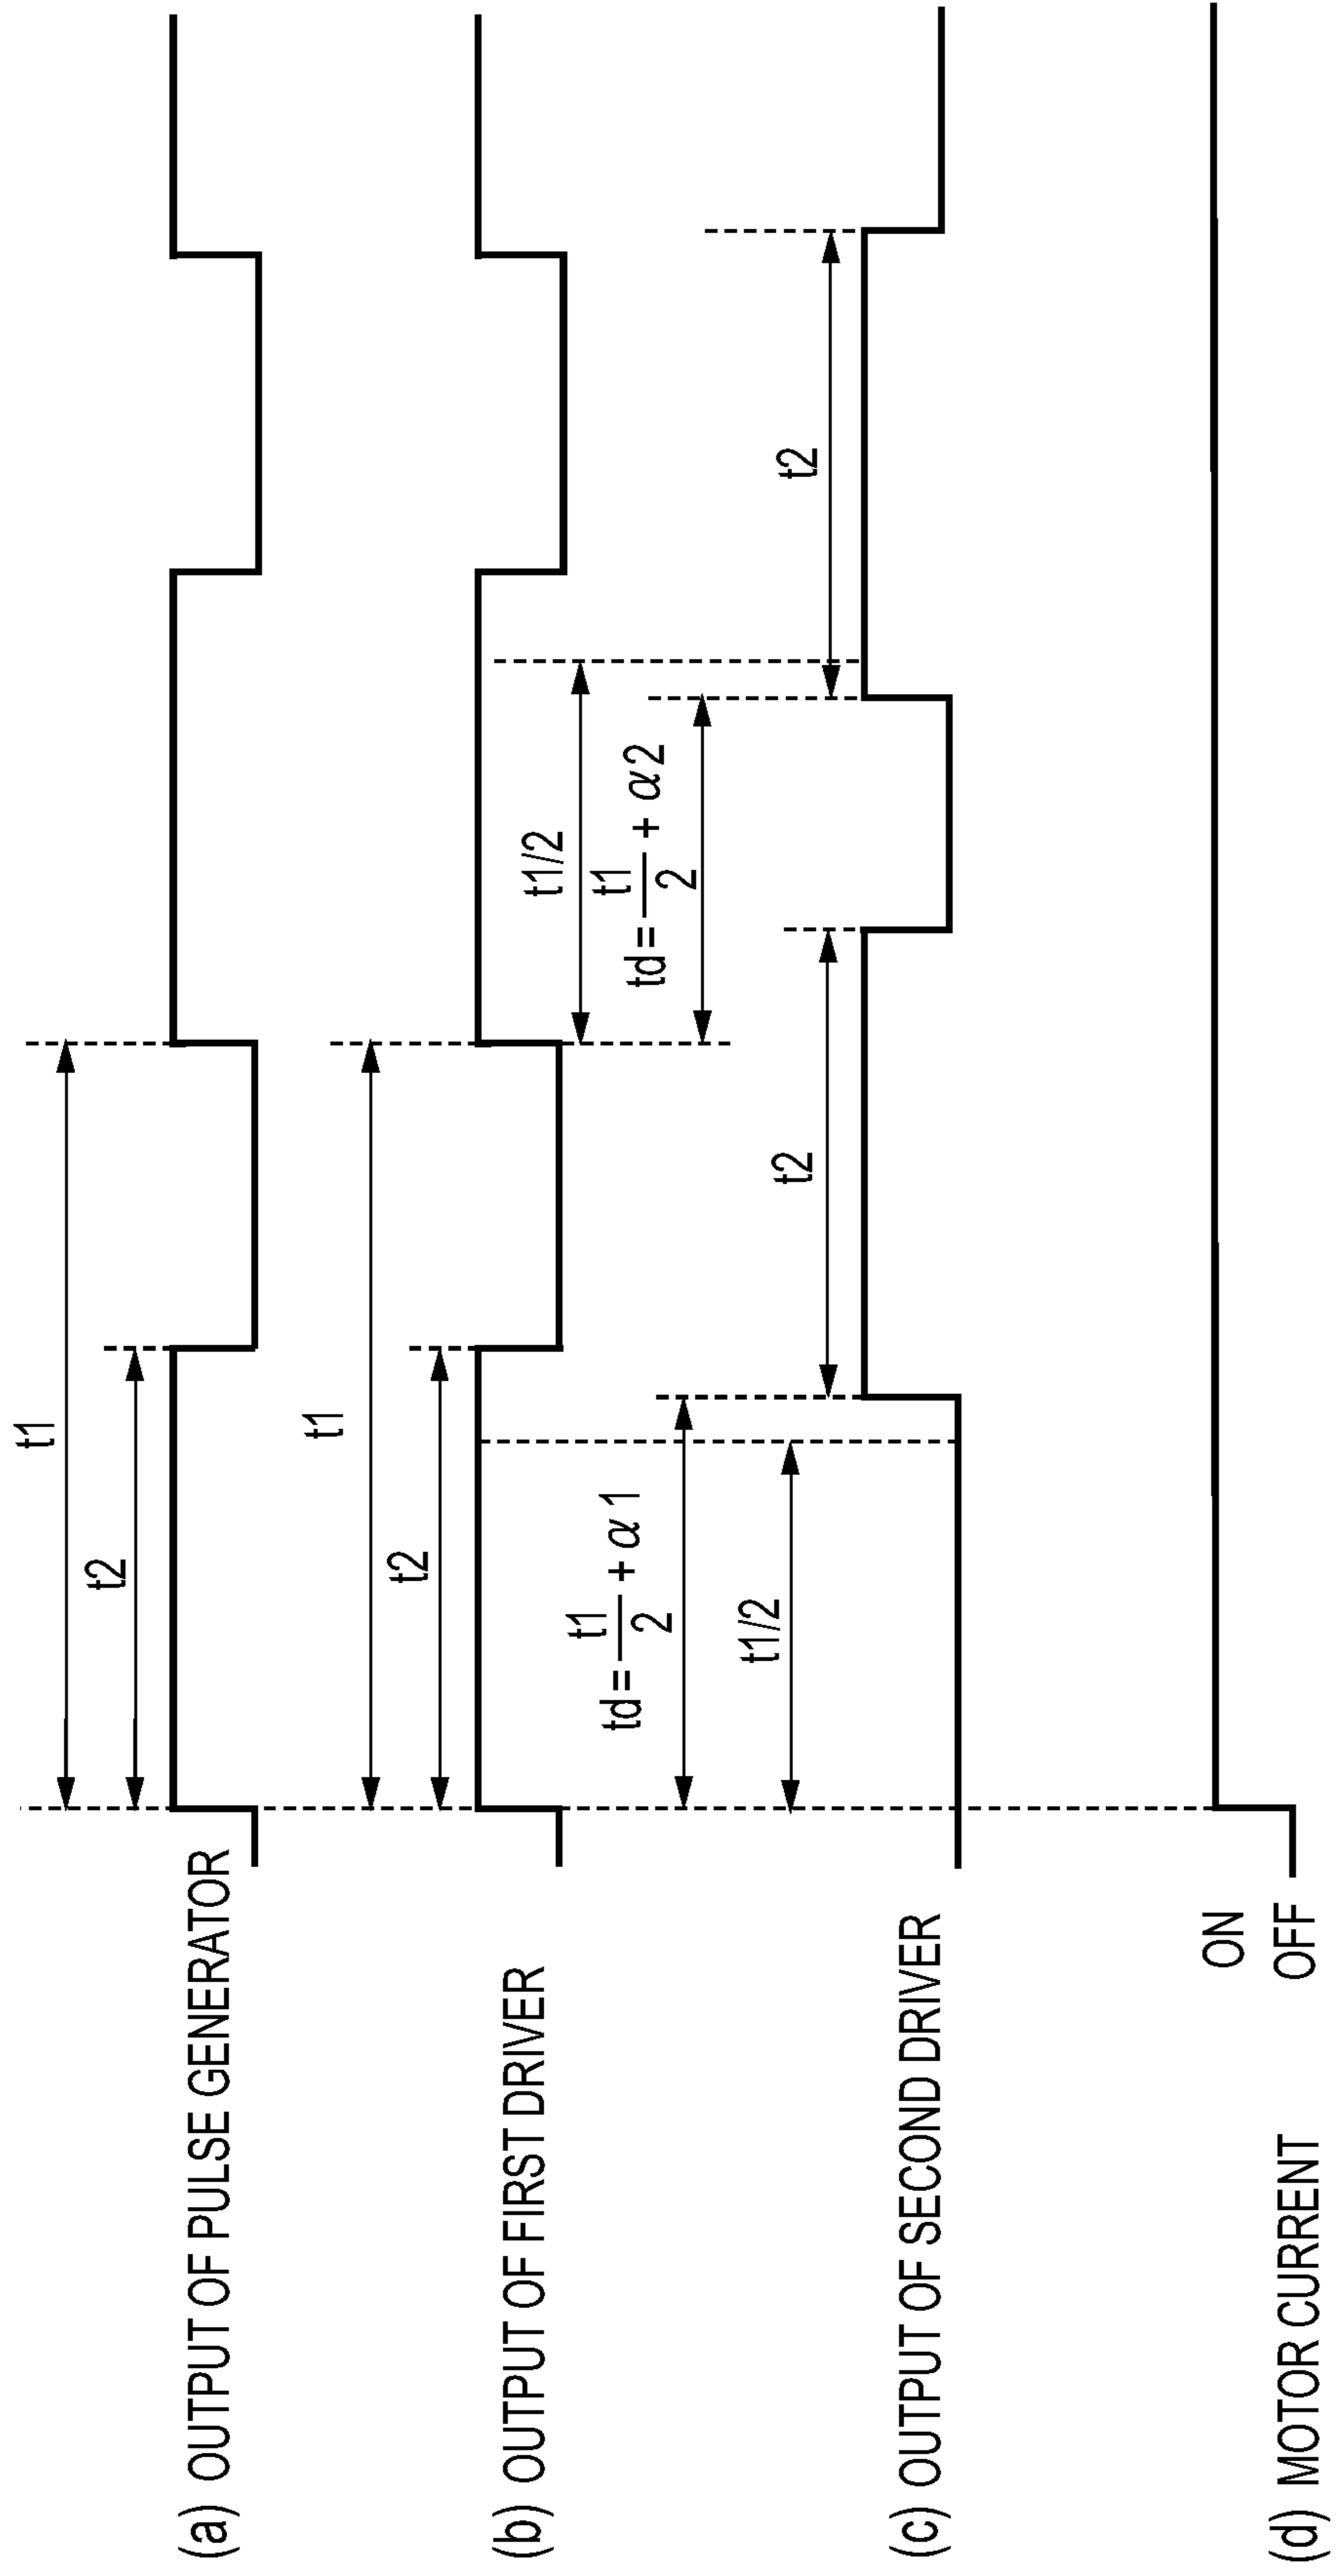 t1
t2
(a) OUTPUT OF PULSE GENERATOR
t1
t2
(b) OUTPUT OF FIRST DRIVER
td=t1/2+α1
t1/2
t1/2
td=t1/2+α2
t2
t2
(c) OUTPUT OF SECOND DRIVER
ON
OFF
(d) MOTOR CURRENT